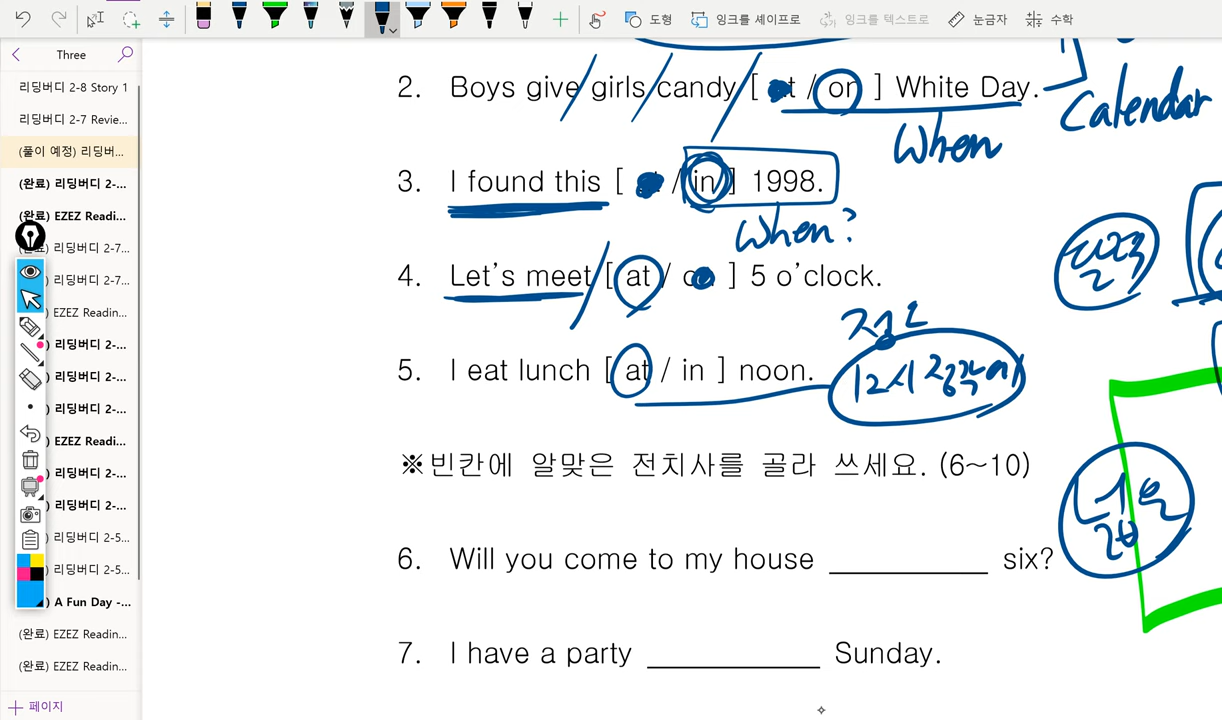 도형
잉크를 셰이프로
잉크를 텍스트로
눈금자
수학
Three
리딩버디 2-8 Story 1
리딩버디 2-7 Revie...
(풀이 예정) 리딩버...
(완료) 리딩버디 2-...
(완료) EZEZ Readi...
) 리딩버디 2-7...
) 리딩버디 2-7...
) EZEZ Readin...
) 리딩버디 2-...
) 리딩버디 2-...
) 리딩버디 2-...
) EZEZ Readi...
) 리딩버디 2-...
) 리딩버디 2-...
) 리딩버디 2-5...
) 리딩버디 2-5...
) A Fun Day -...
(완료) EZEZ Readin...
(완료) EZEZ Readin...
페이지
2. Boys give girls candy [ at / on ] White Day.
Calendar
When
3. I found this [ / in ] 1998.
When?
4. Let's meet [ at / ] 5 o'clock.
5. I eat lunch [ at / in ] noon.
12시 정각에
※빈칸에 알맞은 전치사를 골라 쓰세요. (6~10)
6. Will you come to my house __________ six?
7. I have a party __________ Sunday.